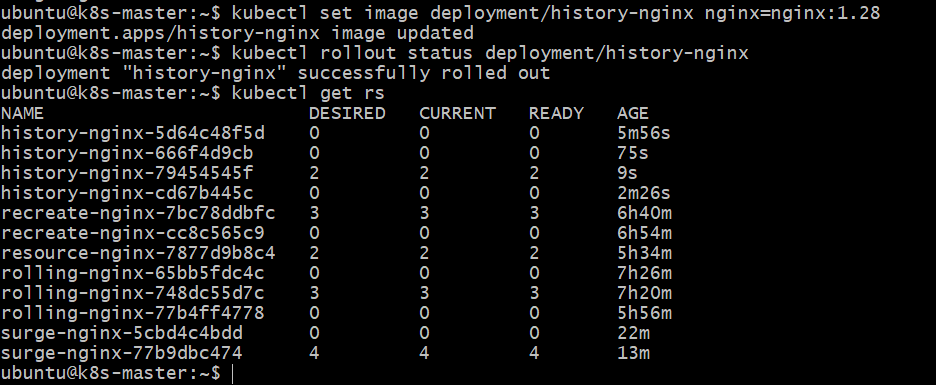 ubuntu@k8s-master:~$ kubectl set image deployment/history-nginx nginx=nginx:1.28
deployment.apps/history-nginx image updated
ubuntu@k8s-master:~$ kubectl rollout status deployment/history-nginx
deployment "history-nginx" successfully rolled out
ubuntu@k8s-master:~$ kubectl get rs
NAME DESIRED CURRENT READY AGE
history-nginx-5d64c48f5d 0 0 0 5m56s
history-nginx-666f4d9cb 0 0 0 75s
history-nginx-79454545f 2 2 2 9s
history-nginx-cd67b445c 0 0 0 2m26s
recreate-nginx-7bc78ddbfc 3 3 3 6h40m
recreate-nginx-cc8c565c9 0 0 0 6h54m
resource-nginx-7877d9b8c4 2 2 2 5h34m
rolling-nginx-65bb5fdc4c 0 0 0 7h26m
rolling-nginx-748dc55d7c 3 3 3 7h20m
rolling-nginx-77b4ff4778 0 0 0 5h56m
surge-nginx-5cbd4c4bdd 0 0 0 22m
surge-nginx-77b9dbc474 4 4 4 13m
ubuntu@k8s-master:~$